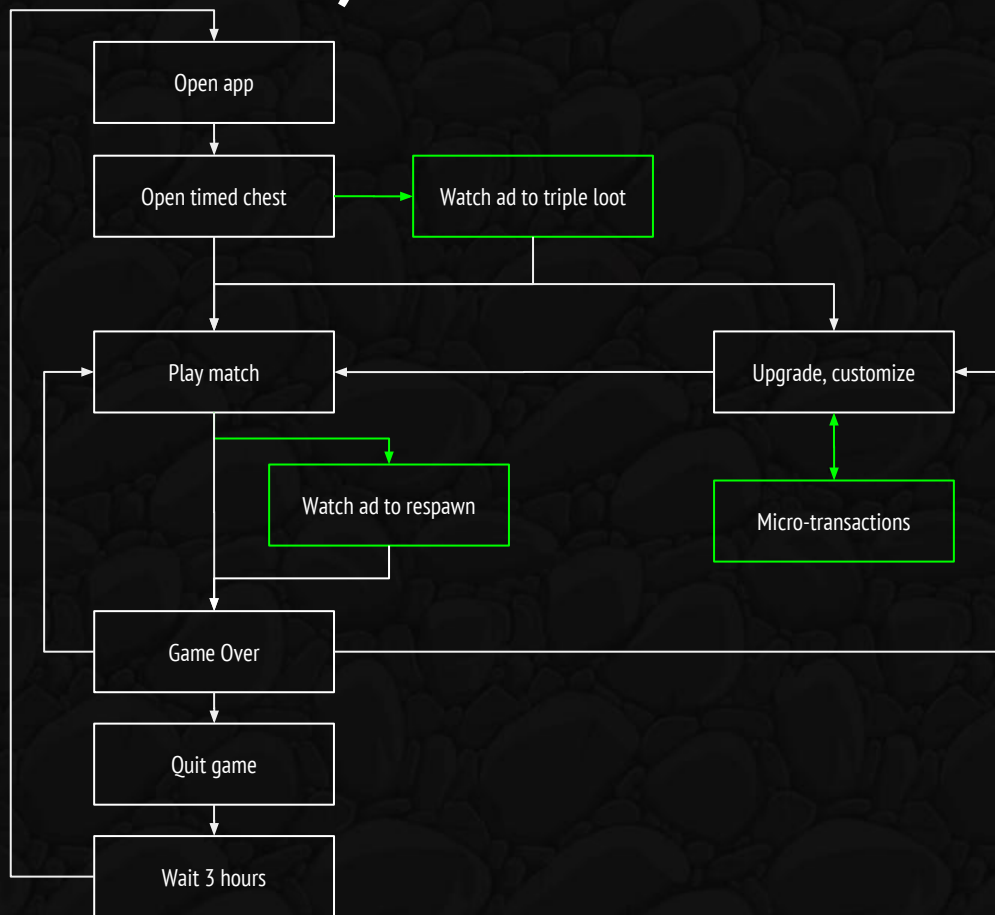 Open app
Open timed chest
Watch ad to triple loot
Play match
Upgrade, customize
Watch ad to respawn
Micro-transactions
Game Over
Quit game
Wait 3 hours